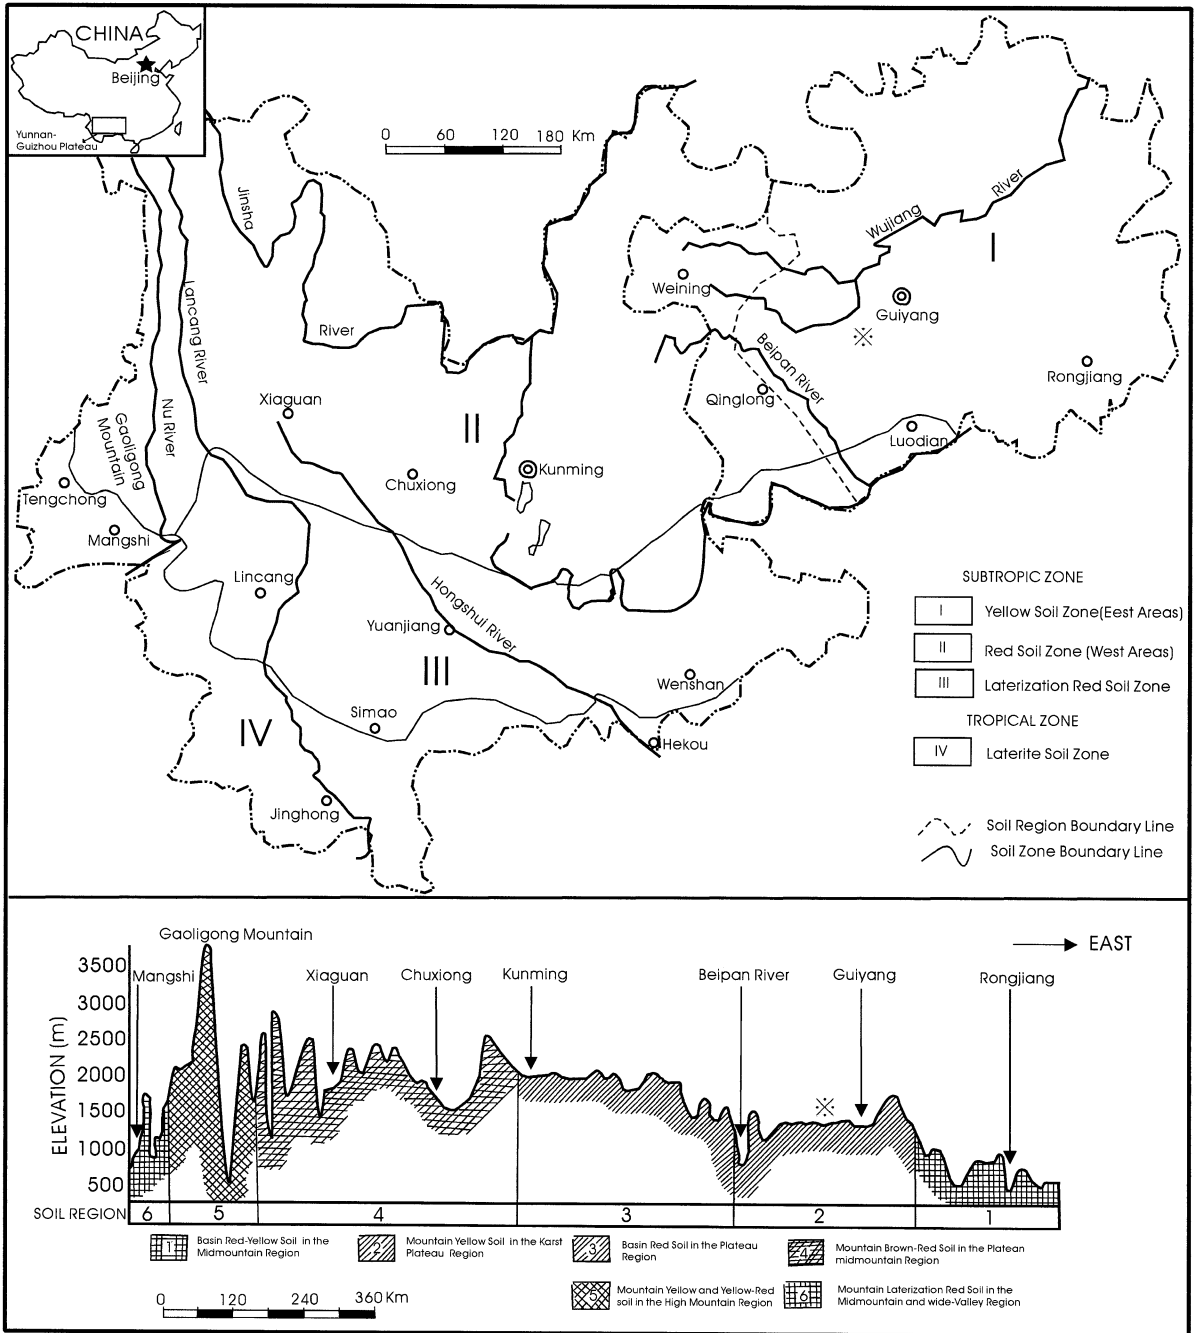 CHINA
Beijing
Yunnan-
Guizhou Plateau
0 60 120 180 Km
Jinsha
River
Wujiang
River
I
Weining
Guiyang
※
Lancang River
Nu River
Gaoligong
Mountain
Xiaguan
II
Beipan River
Qinglong
Rongjiang
Luodian
Tengchong
Chuxiong
Kunming
Mangshi
Lincang
Hongshui River
Yuanjiang
III
Wenshan
Simao
IV
Hekou
Jinghong
SUBTROPIC ZONE
I Yellow Soil Zone(Eest Areas)
II Red Soil Zone (West Areas)
III Laterization Red Soil Zone
TROPICAL ZONE
IV Laterite Soil Zone
Soil Region Boundary Line
Soil Zone Boundary Line
Gaoligong Mountain
EAST
Mangshi Xiaguan Chuxiong Kunming Beipan River Guiyang Rongjiang
ELEVATION (m)
3500
3000
2500
2000
1500
1000
500
※
SOIL REGION 6 5 4 3 2 1
1 Basin Red-Yellow Soil in the
Midmountain Region
2 Mountain Yellow Soil in the Karst
Plateau Region
3 Basin Red Soil in the Plateau
Region
4 Mountain Brown-Red Soil in the Platean
midmountain Region
5 Mountain Yellow and Yellow-Red
soil in the High Mountain Region
6 Mountain Laterization Red Soil in the
Midmountain and wide-Valley Region
0 120 240 360 Km